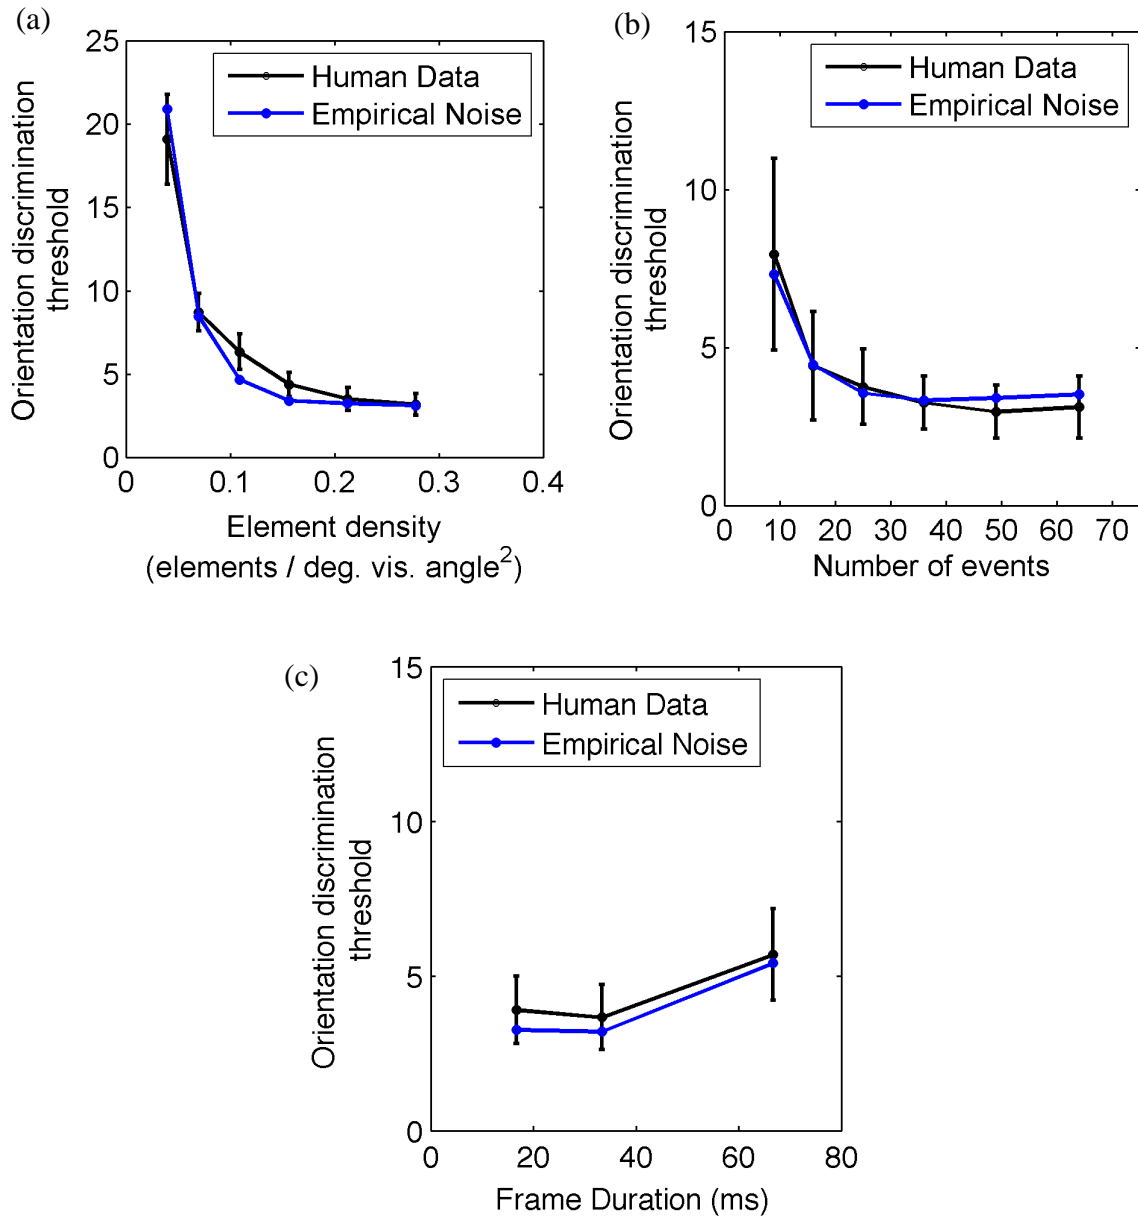 (a)
25
20
15
10
5
0
0 0.1 0.2 0.3 0.4
Orientation discrimination
threshold
Human Data
Empirical Noise
Element density
(elements / deg. vis. angle²)
(b)
15
10
5
0
0 10 20 30 40 50 60 70
Orientation discrimination
threshold
Human Data
Empirical Noise
Number of events
(c)
15
10
5
0
0 20 40 60 80
Orientation discrimination
threshold
Human Data
Empirical Noise
Frame Duration (ms)